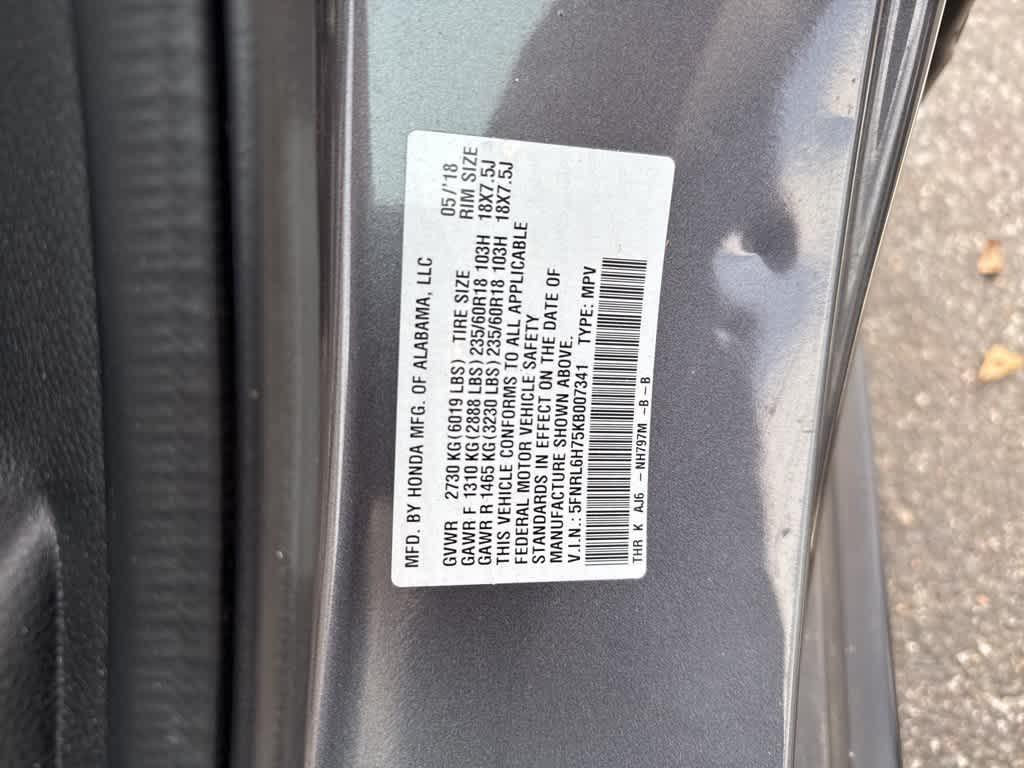 MFD. BY HONDA MFG. OF ALABAMA, LLC 05/'18
GVWR 2730 KG(6019 LBS) TIRE SIZE RIM SIZE
GAWR F 1310 KG(2888 LBS)235/60R18 103H 18X7.5J
GAWR R 1465 KG(3230 LBS)235/60R18 103H 18X7.5J
THIS VEHICLE CONFORMS TO ALL APPLICABLE
FEDERAL MOTOR VEHICLE SAFETY
STANDARDS IN EFFECT ON THE DATE OF
MANUFACTURE SHOWN ABOVE.
V.I.N.: 5FNRL6H75KB007341 TYPE: MPV
THR K AJ6 - NH797M -B - B